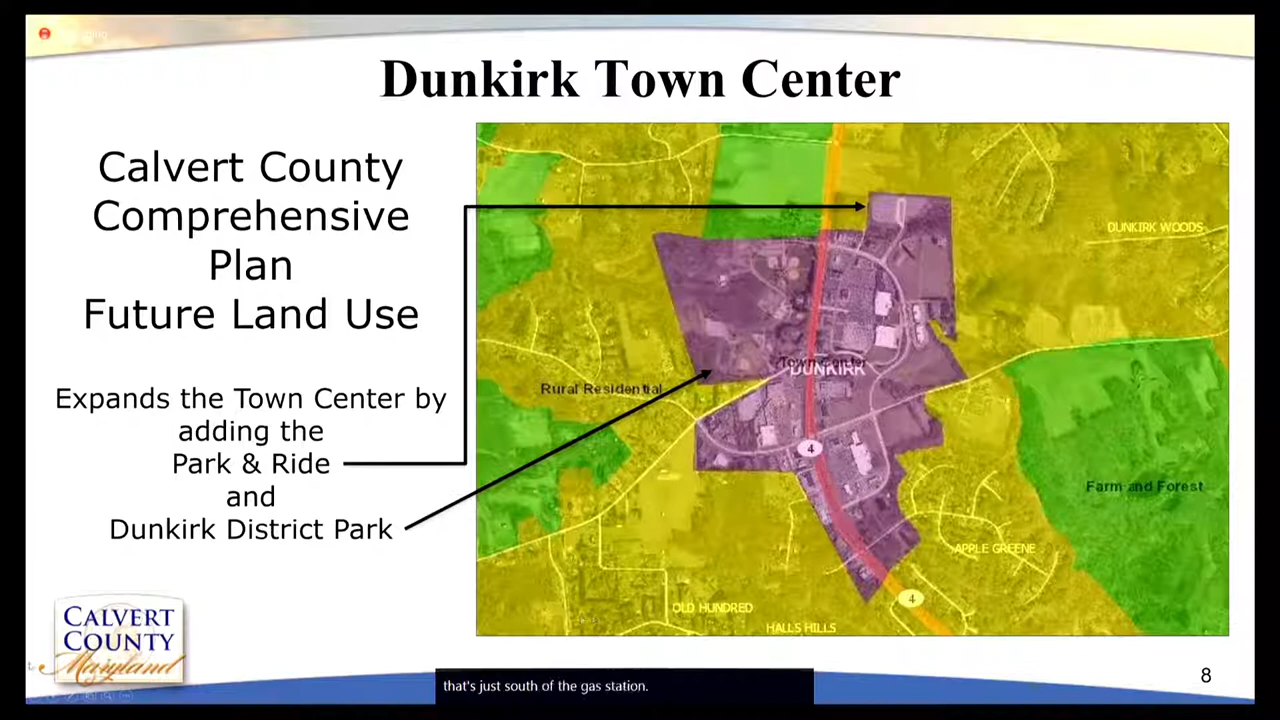 Dunkirk Town Center
Calvert County
Comprehensive
Plan
Future Land Use
Expands the Town Center by
adding the
Park & Ride
and
Dunkirk District Park
DUNKIRK WOODS
Town Center
DUNKIRK
Rural Residential
4
Farm and Forest
APPLE GREENE
4
OLD HUNDRED
HALLS HILLS
CALVERT
COUNTY
Maryland
8
that's just south of the gas station.